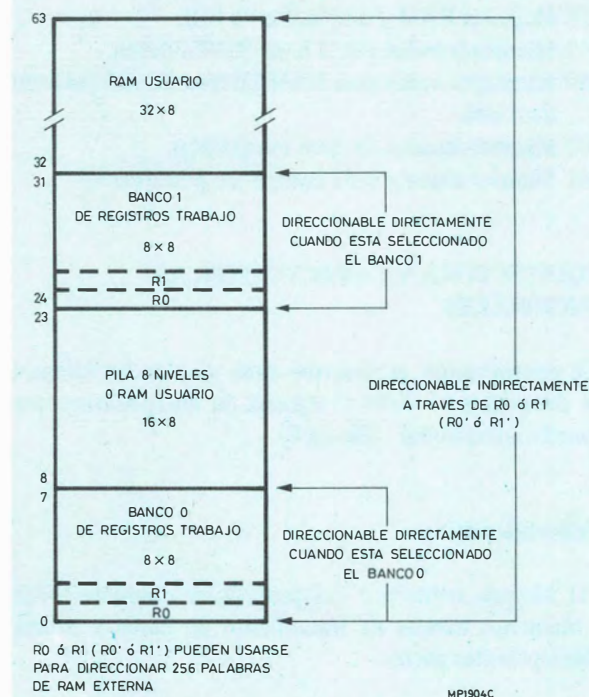 63
RAM USUARIO
32×8
32
31
BANCO 1
DE REGISTROS TRABAJO
8×8
R1
24
R0
23
DIRECCIONABLE DIRECTAMENTE
CUANDO ESTA SELECCIONADO
EL BANCO 1
PILA 8 NIVELES
O RAM USUARIO
16×8
DIRECCIONABLE INDIRECTAMENTE
A TRAVES DE R0 ó R1
(R0' ó R1')
8
7
BANCO 0
DE REGISTROS TRABAJO
8×8
R1
R0
0
DIRECCIONABLE DIRECTAMENTE
CUANDO ESTA SELECCIONADO
EL BANCO 0
R0 ó R1 (R0' ó R1') PUEDEN USARSE
PARA DIRECCIONAR 256 PALABRAS
DE RAM EXTERNA
MP1904C